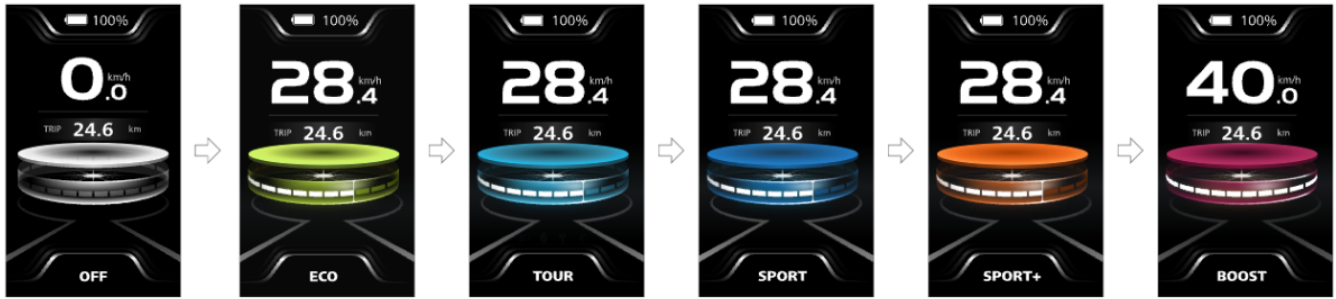 100%
0.0 km/h
TRIP 24.6 km
OFF
100%
28.4 km/h
TRIP 24.6 km
ECO
100%
28.4 km/h
TRIP 24.6 km
TOUR
100%
28.4 km/h
TRIP 24.6 km
SPORT
100%
28.4 km/h
TRIP 24.6 km
SPORT+
100%
40.0 km/h
TRIP 24.6 km
BOOST